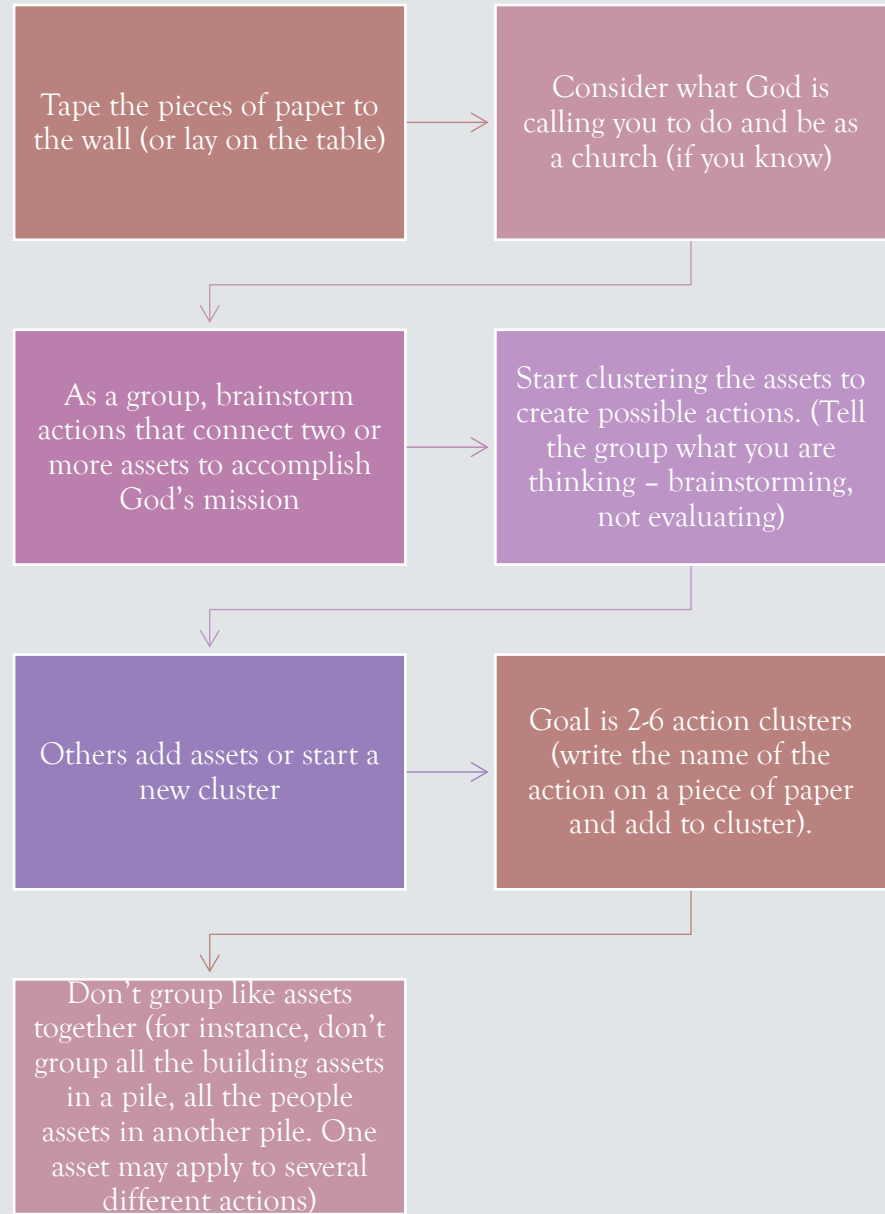 Tape the pieces of paper to
the wall (or lay on the table)
Consider what God is
calling you to do and be as
a church (if you know)
As a group, brainstorm
actions that connect two or
more assets to accomplish
God’s mission
Start clustering the assets to
create possible actions. (Tell
the group what you are
thinking – brainstorming,
not evaluating)
Others add assets or start a
new cluster
Goal is 2-6 action clusters
(write the name of the
action on a piece of paper
and add to cluster).
Don’t group like assets
together (for instance, don’t
group all the building assets
in a pile, all the people
assets in another pile. One
asset may apply to several
different actions)